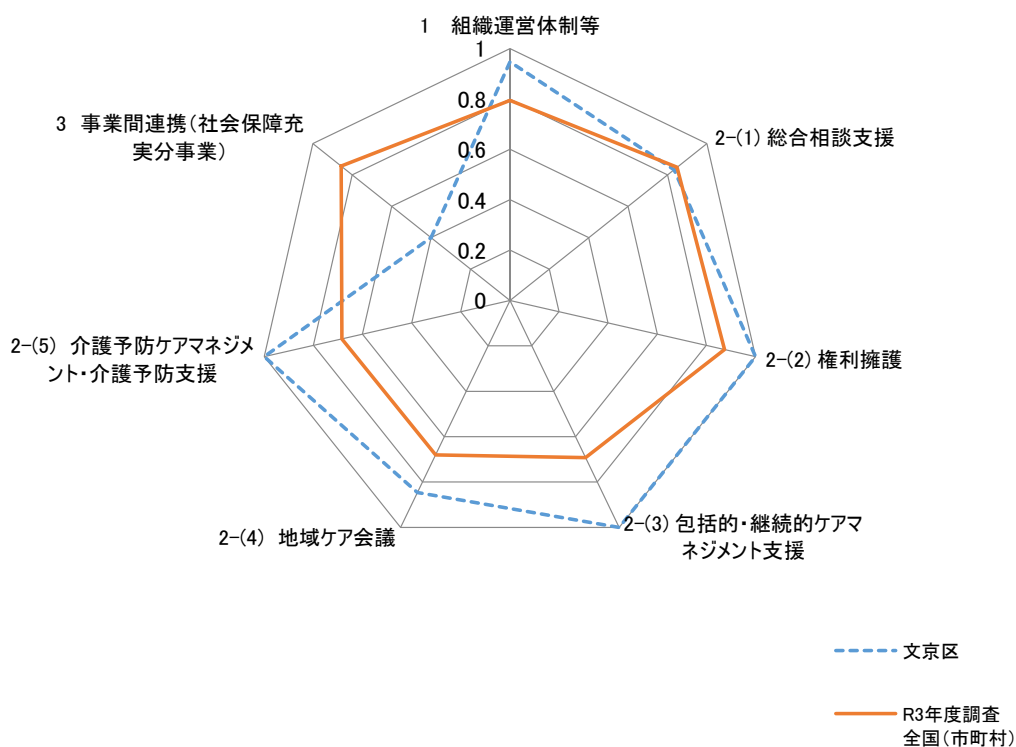 1　組織運営体制等
1
0.8
0.6
0.4
0.2
0
2-(1) 総合相談支援
2-(2) 権利擁護
2-(3) 包括的・継続的ケアマ
ネジメント支援
2-(4) 地域ケア会議
2-(5) 介護予防ケアマネジメ
ント・介護予防支援
3 事業間連携(社会保障充
実分事業)
文京区
R3年度調査
全国(市町村)